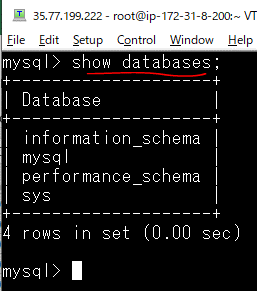 35.77.199.222 - root@ip-172-31-8-200:~ VT
File Edit Setup Control Window Help
mysql> show databases;
+--------------------+
| Database           |
+--------------------+
| information_schema |
| mysql              |
| performance_schema |
| sys                |
+--------------------+
4 rows in set (0.00 sec)
mysql>